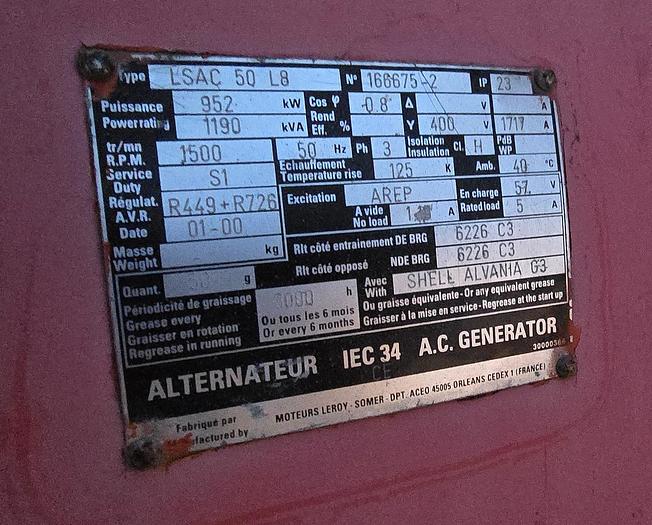 Type LSAC 50 L8 N° 166675-2 IP 23
Puissance 952 kW Cos φ 0.8 Δ V A
Power rating 1190 kVA Rend Eff. % Y 400 V 1717 A
tr/mn R.P.M. 1500 50 Hz Ph 3 Isolation Insulation Cl. H PdB WP
Service Duty S1 Echauffement Temperature rise 125 K Amb. 40 °C
Régulat. A.V.R. R449+R726 Excitation AREP En charge Rated load 57. V
Date 01-00 A vide No load A 5 A
Masse Weight kg Rlt côté entrainement DE BRG 6226 C3
Rlt côté opposé NDE BRG 6226 C3
Quant. g Avec With SHELL ALVANIA G3
Périodicité de graissage h Ou graisse équivalente - Or any equivalent grease
Grease every Ou tous les 6 mois Graisser à la mise en service - Regrease at the start up
Graisser en rotation Or every 6 months
Regrease in running
ALTERNATEUR IEC 34 A.C. GENERATOR
CE
Fabriqué par
MOTEURS LEROY - SOMER - DPT. ACEO 45005 ORLEANS CEDEX 1 (FRANCE)